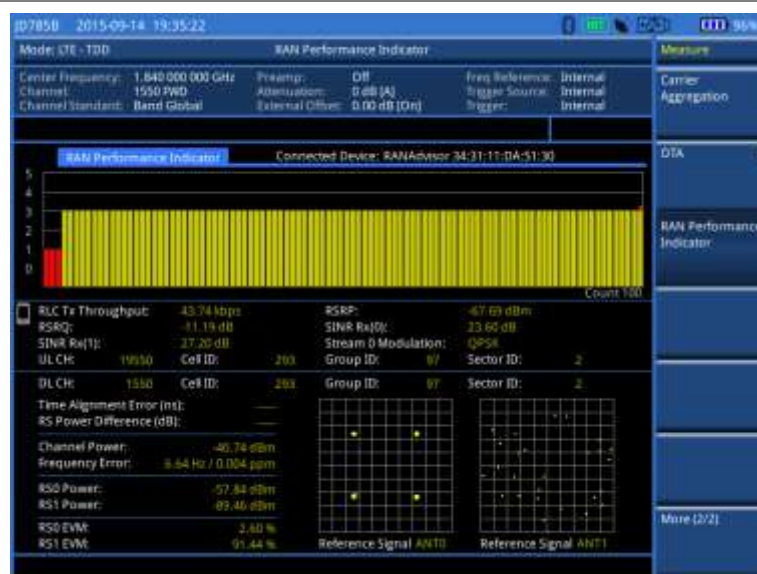 JD785B 2015-09-14 19:35:22 96%
Mode: LTE - TDD RAN Performance Indicator Measure
Center Frequency: 1.840 000 000 GHz Preamp: Off Freq Reference: Internal
Channel: 1550 FWD Attenuation: 0 dB [A] Trigger Source: Internal
Channel Standard: Band Global External Offset: 0.00 dB [On] Trigger: Internal
Carrier Aggregation
RAN Performance Indicator Connected Device: RANAdvisor 34:31:11:DA:51:30
OTA
5
4
3
2
1
0
RAN Performance Indicator
Count 100
RLC Tx Throughput: 43.74 kbps RSRP: -67.69 dBm
RSRQ: -11.19 dB SINR Rx(0): 23.60 dB
SINR Rx(1): 27.20 dB Stream 0 Modulation: QPSK
UL CH: 19550 Cell ID: 293 Group ID: 97 Sector ID: 2
DL CH: 1550 Cell ID: 293 Group ID: 97 Sector ID: 2
Time Alignment Error (ns):
RS Power Difference (dB):
Channel Power: -46.74 dBm
Frequency Error: 6.64 Hz / 0.004 ppm
RS0 Power: -57.84 dBm
RS1 Power: -89.46 dBm
RS0 EVM: 2.60 %
RS1 EVM: 91.44 %
Reference Signal ANT0 Reference Signal ANT1
More (2/2)